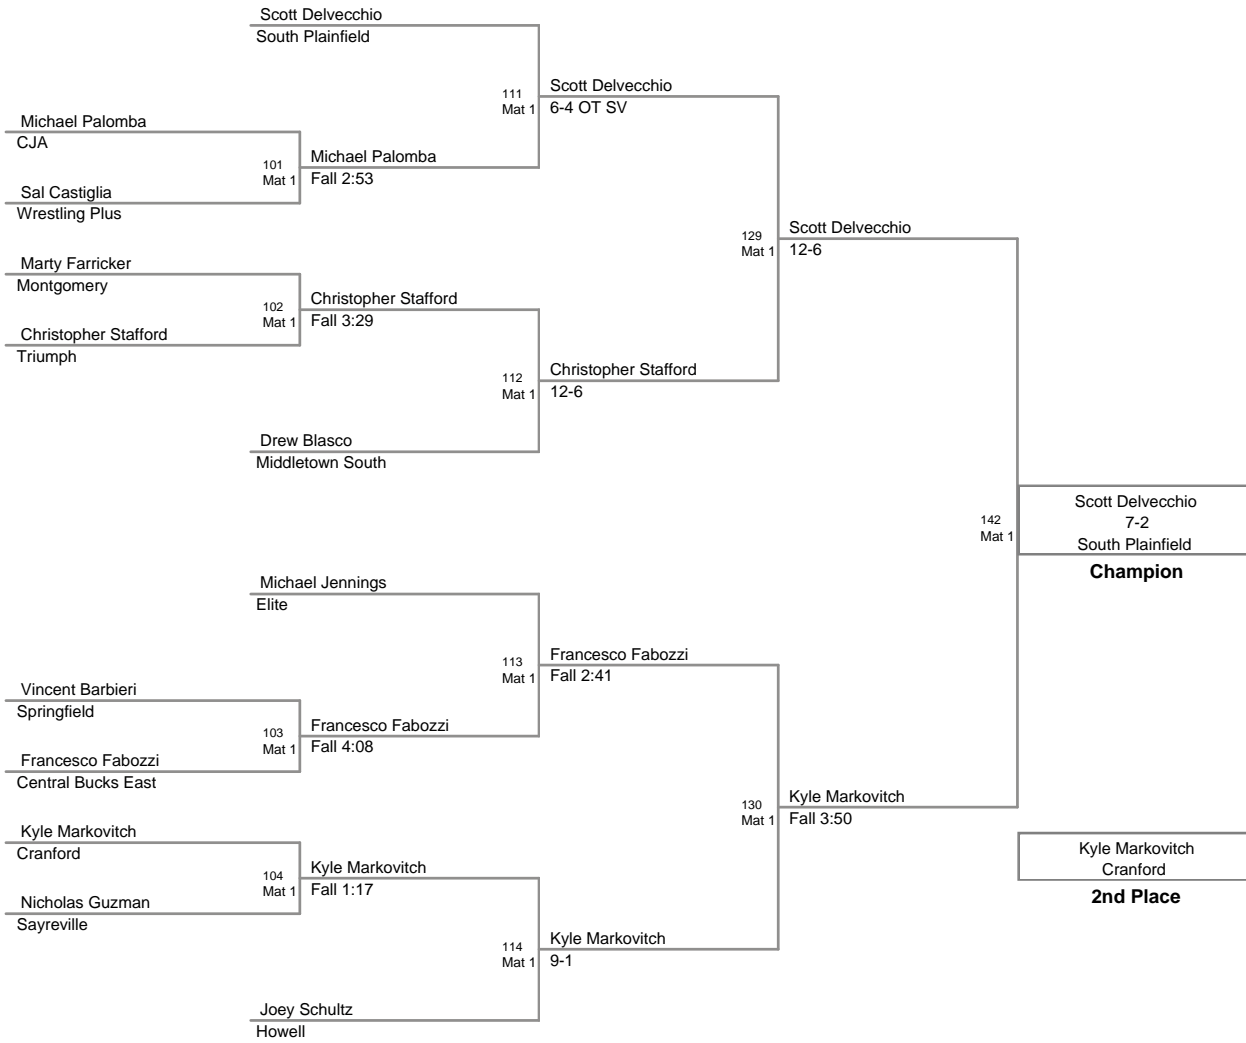 Scott Delvecchio
South Plainfield
111
Mat 1
Scott Delvecchio
6-4 OT SV
Michael Palomba
CJA
101
Mat 1
Michael Palomba
Fall 2:53
Sal Castiglia
Wrestling Plus
129
Mat 1
Scott Delvecchio
12-6
Marty Farricker
Montgomery
102
Mat 1
Christopher Stafford
Fall 3:29
Christopher Stafford
Triumph
112
Mat 1
Christopher Stafford
12-6
Drew Blasco
Middletown South
142
Mat 1
Scott Delvecchio
7-2
South Plainfield
Champion
Michael Jennings
Elite
113
Mat 1
Francesco Fabozzi
Fall 2:41
Vincent Barbieri
Springfield
103
Mat 1
Francesco Fabozzi
Fall 4:08
Francesco Fabozzi
Central Bucks East
130
Mat 1
Kyle Markovitch
Fall 3:50
Kyle Markovitch
Cranford
104
Mat 1
Kyle Markovitch
Fall 1:17
Nicholas Guzman
Sayreville
Kyle Markovitch
Cranford
2nd Place
114
Mat 1
Kyle Markovitch
9-1
Joey Schultz
Howell